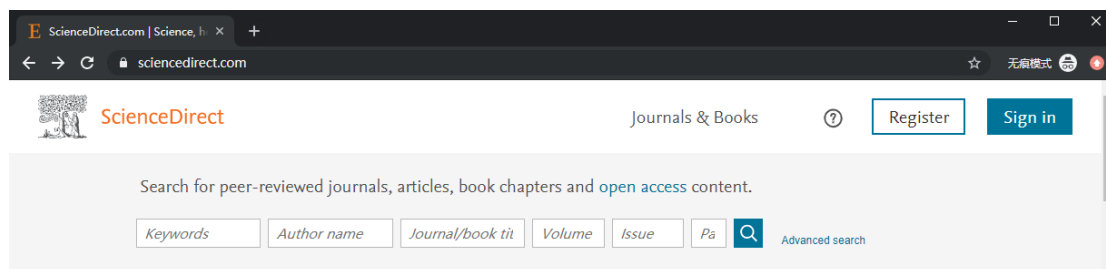 E ScienceDirect.com | Science, h
sciencedirect.com 无痕模式
ScienceDirect Journals & Books Register Sign in
Search for peer-reviewed journals, articles, book chapters and open access content.
Keywords Author name Journal/book tit Volume Issue Pa Advanced search